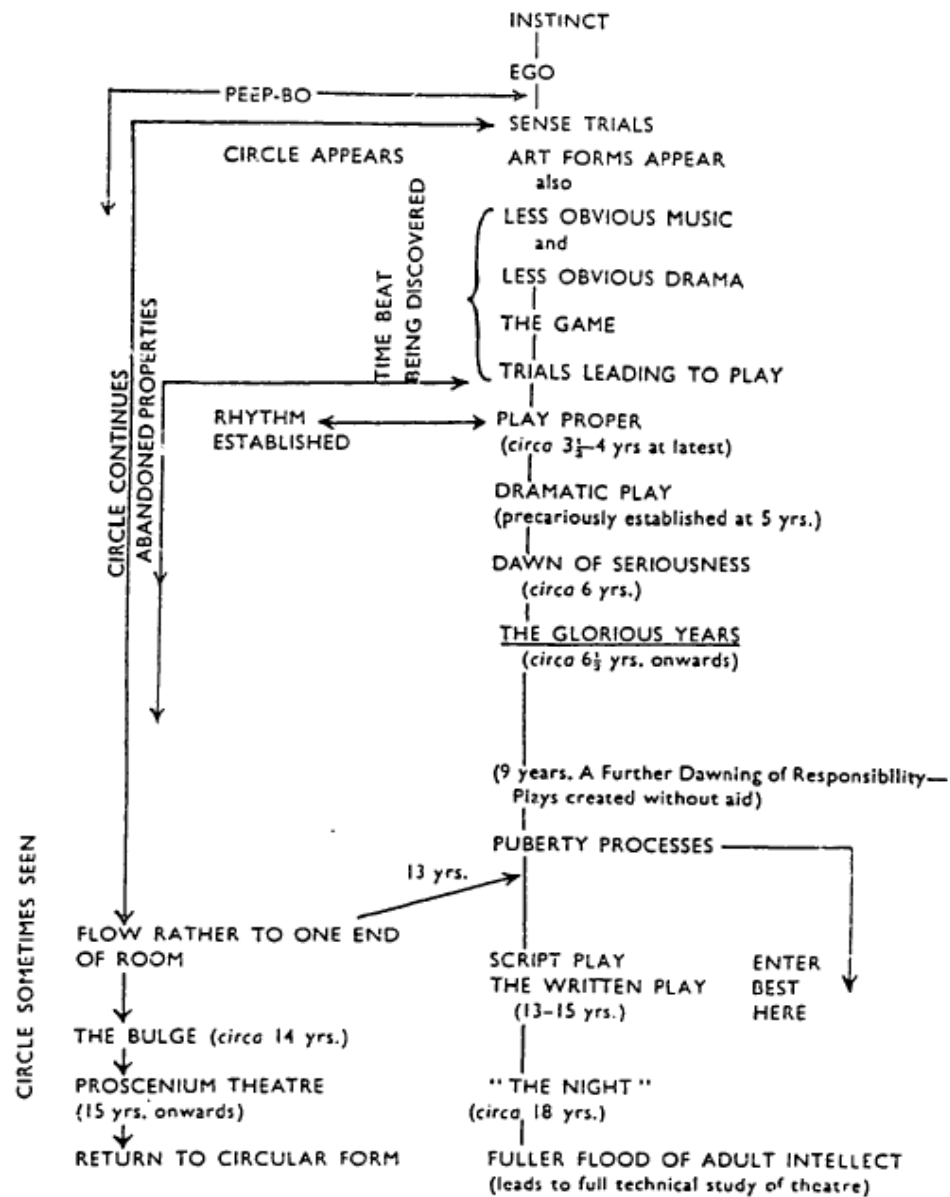 INSTINCT
EGO
PEEP-BO
SENSE TRIALS
CIRCLE APPEARS
ART FORMS APPEAR
also
LESS OBVIOUS MUSIC
and
LESS OBVIOUS DRAMA
THE GAME
TRIALS LEADING TO PLAY
TIME BEAT
BEING DISCOVERED
CIRCLE CONTINUES
ABANDONED PROPERTIES
RHYTHM
ESTABLISHED
PLAY PROPER
(circa 3½–4 yrs at latest)
DRAMATIC PLAY
(precariously established at 5 yrs.)
DAWN OF SERIOUSNESS
(circa 6 yrs.)
THE GLORIOUS YEARS
(circa 6½ yrs. onwards)
(9 years. A Further Dawning of Responsibility—
Plays created without aid)
PUBERTY PROCESSES
13 yrs.
CIRCLE SOMETIMES SEEN
FLOW RATHER TO ONE END
OF ROOM
SCRIPT PLAY
THE WRITTEN PLAY
(13–15 yrs.)
ENTER
BEST
HERE
THE BULGE (circa 14 yrs.)
PROSCENIUM THEATRE
(15 yrs. onwards)
"THE NIGHT"
(circa 18 yrs.)
RETURN TO CIRCULAR FORM
FULLER FLOOD OF ADULT INTELLECT
(leads to full technical study of theatre)